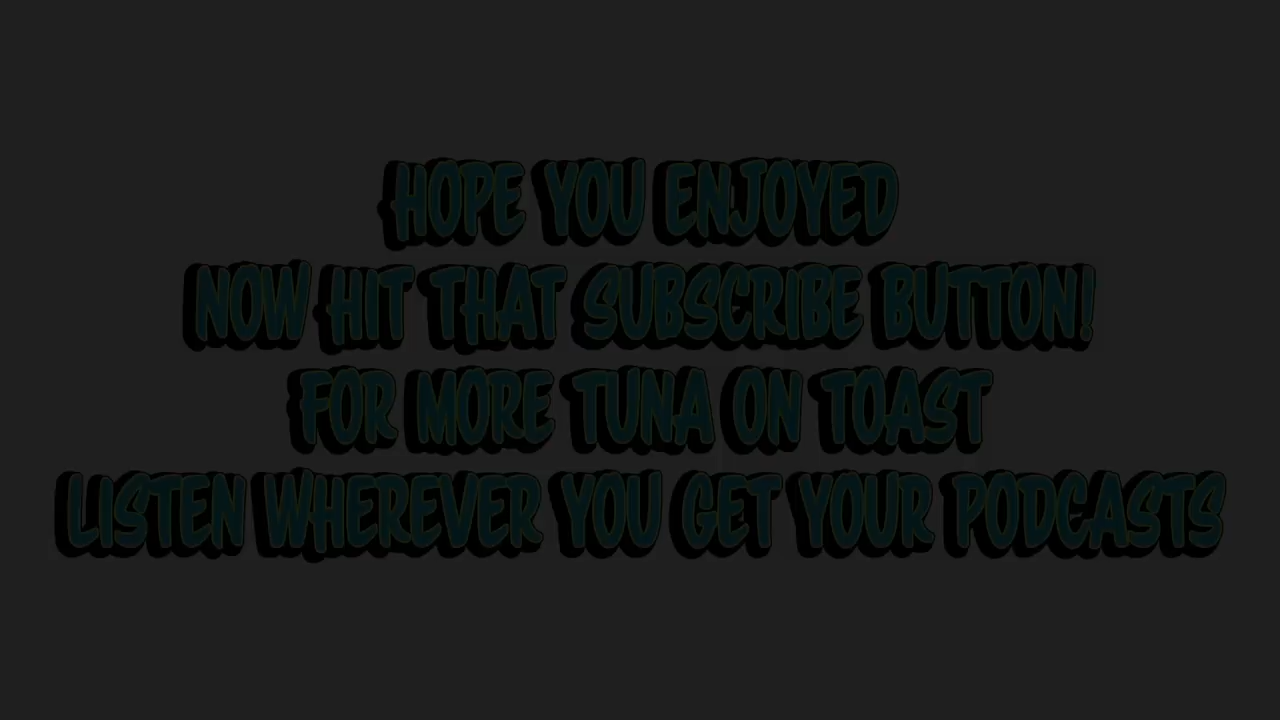 HOPE YOU ENJOYED
NOW HIT THAT SUBSCRIBE BUTTON!
FOR MORE TUNA ON TOAST
LISTEN WHEREVER YOU GET YOUR PODCASTS